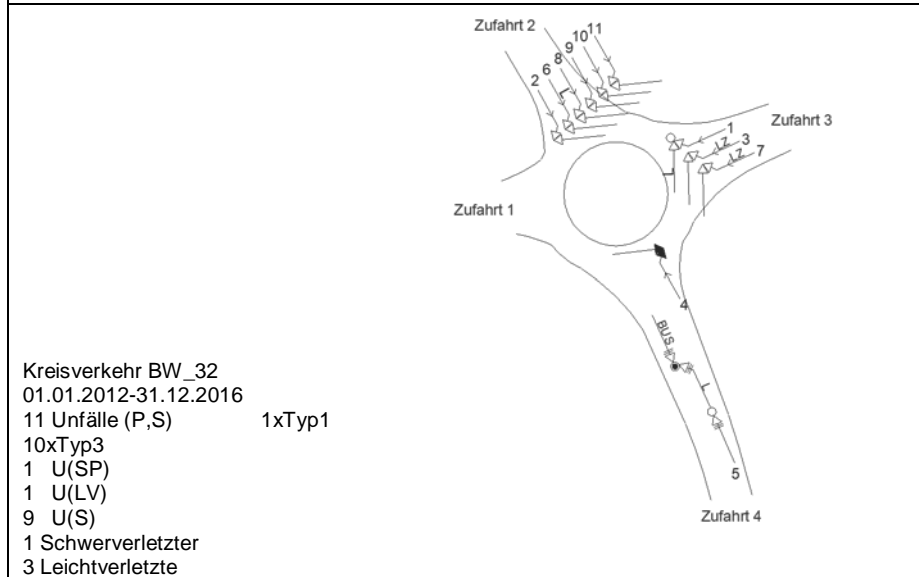 Zufahrt 2
11
10
9
8
6
2
Zufahrt 3
1
LZ 3
LZ 7
Zufahrt 1
L
L
4
BUS
L
5
Zufahrt 4
Kreisverkehr BW_32
01.01.2012-31.12.2016
11 Unfälle (P,S) 1xTyp1
10xTyp3
1 U(SP)
1 U(LV)
9 U(S)
1 Schwerverletzter
3 Leichtverletzte